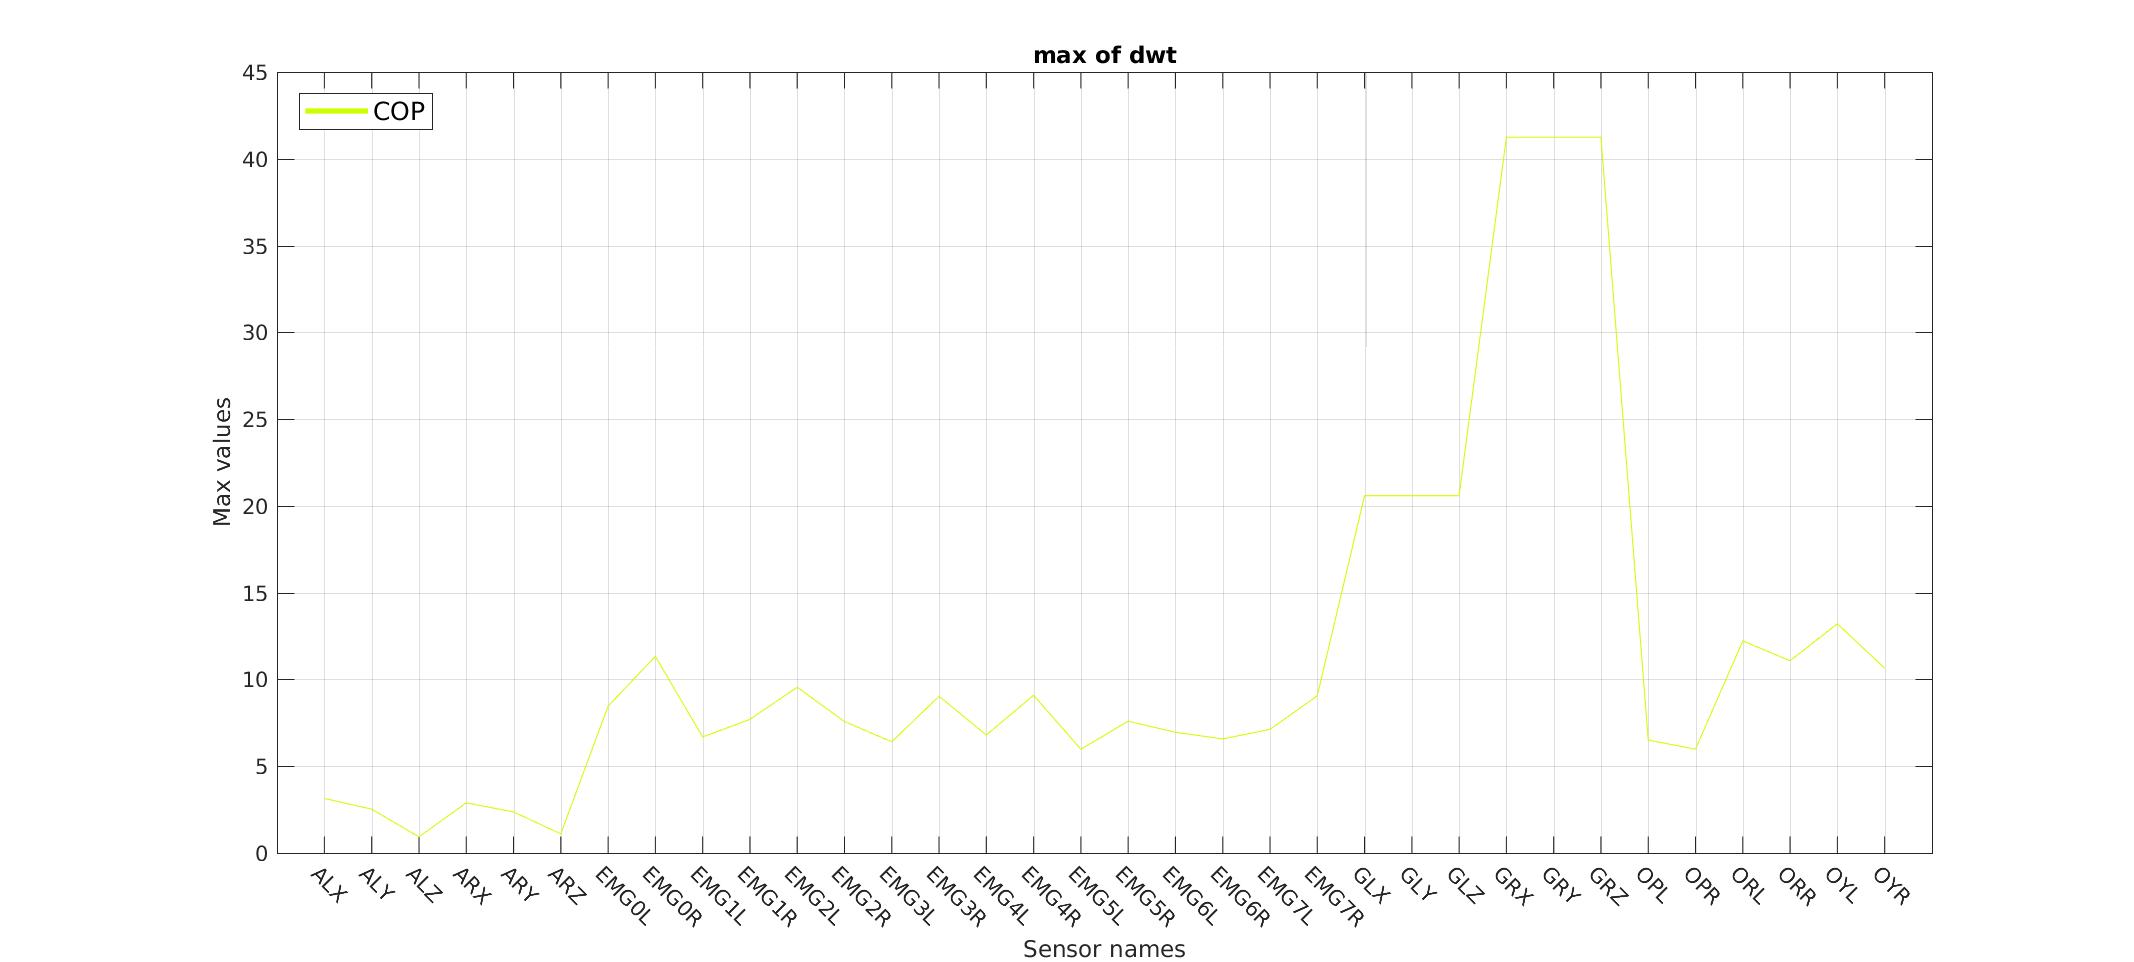 max of dwt
COP
45
40
35
30
25
20
15
10
5
0
Max values
ALX
ALY
ALZ
ARX
ARY
ARZ
EMG0L
EMG0R
EMG1L
EMG1R
EMG2L
EMG2R
EMG3L
EMG3R
EMG4L
EMG4R
EMG5L
EMG5R
EMG6L
EMG6R
EMG7L
EMG7R
GLX
GLY
GLZ
GRX
GRY
GRZ
OPL
OPR
ORL
ORR
OYL
OYR
Sensor names